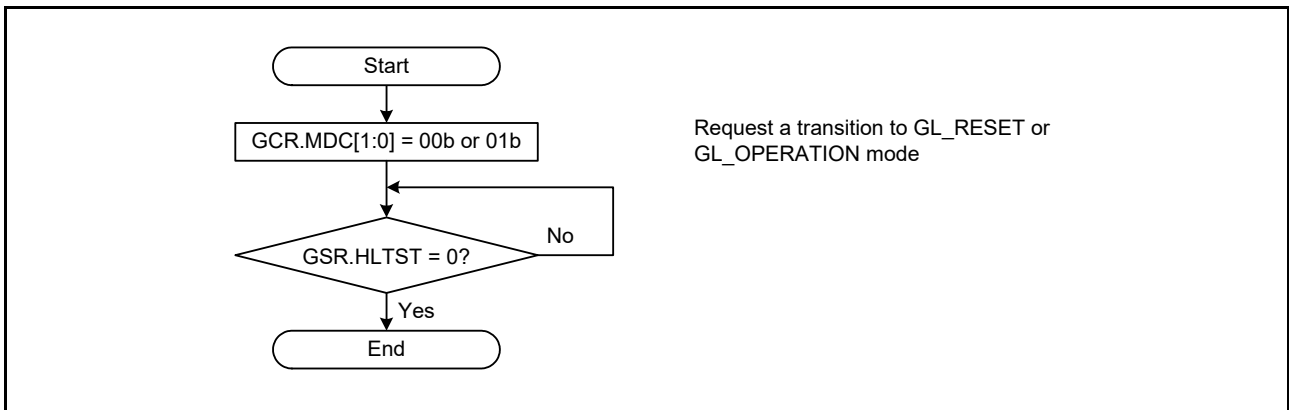 Start
GCR.MDC[1:0] = 00b or 01b
Request a transition to GL_RESET or
GL_OPERATION mode
No
GSR.HLTST = 0?
Yes
End